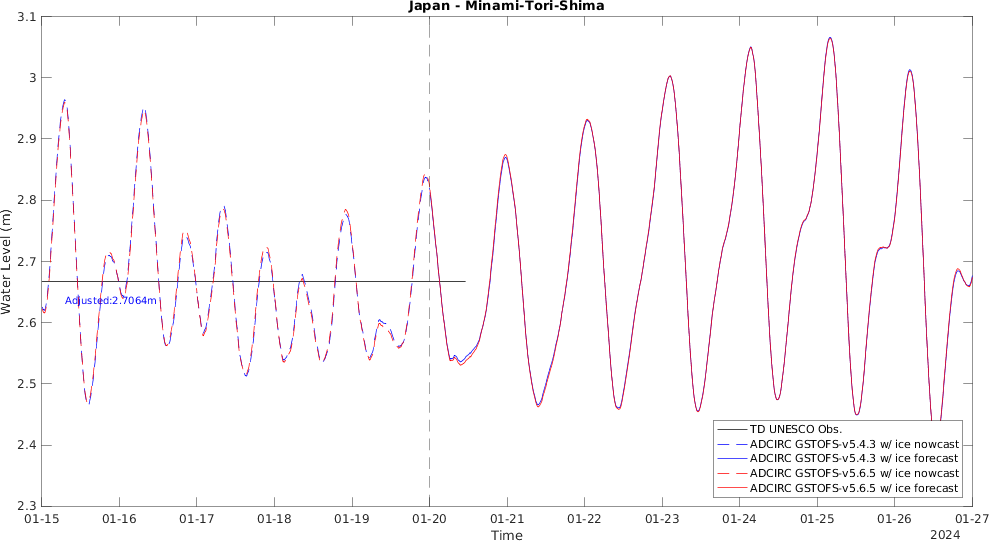 Japan - Minami-Tori-Shima
3.1
3
2.9
2.8
2.7
2.6
2.5
2.4
2.3
Water Level (m)
Adjusted:2.7064m
TD UNESCO Obs.
ADCIRC GSTOFS-v5.4.3 w/ ice nowcast
ADCIRC GSTOFS-v5.4.3 w/ ice forecast
ADCIRC GSTOFS-v5.6.5 w/ ice nowcast
ADCIRC GSTOFS-v5.6.5 w/ ice forecast
01-15 01-16 01-17 01-18 01-19 01-20 01-21 01-22 01-23 01-24 01-25 01-26 01-27
Time
2024